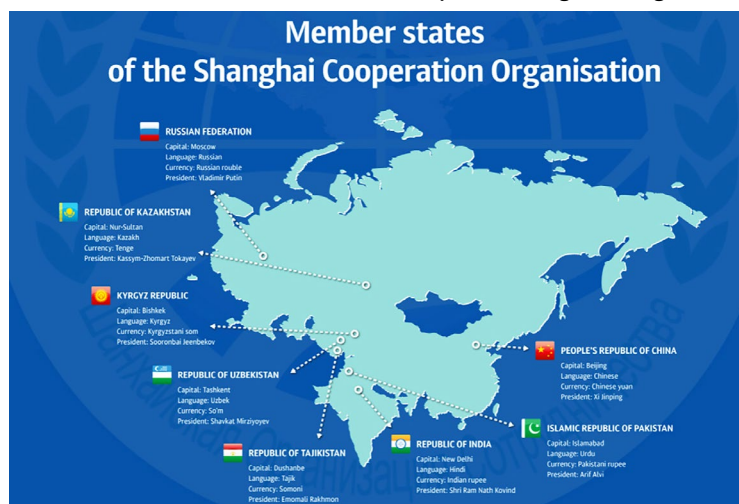 Member states
of the Shanghai Cooperation Organisation
RUSSIAN FEDERATION
Capital: Moscow
Language: Russian
Currency: Russian rouble
President: Vladimir Putin
REPUBLIC OF KAZAKHSTAN
Capital: Nur-Sultan
Language: Kazakh
Currency: Tenge
President: Kassym-Zhomart Tokayev
KYRGYZ REPUBLIC
Capital: Bishkek
Language: Kyrgyz
Currency: Kyrgyzstani som
President: Sooronbai Jeenbekov
REPUBLIC OF UZBEKISTAN
Capital: Tashkent
Language: Uzbek
Currency: So'm
President: Shavkat Mirziyoyev
REPUBLIC OF TAJIKISTAN
Capital: Dushanbe
Language: Tajik
Currency: Somoni
President: Emomali Rakhmon
REPUBLIC OF INDIA
Capital: New Delhi
Language: Hindi
Currency: Indian rupee
President: Shri Ram Nath Kovind
PEOPLE'S REPUBLIC OF CHINA
Capital: Beijing
Language: Chinese
Currency: Chinese yuan
President: Xi Jinping
ISLAMIC REPUBLIC OF PAKISTAN
Capital: Islamabad
Language: Urdu
Currency: Pakistani rupee
President: Arif Alvi